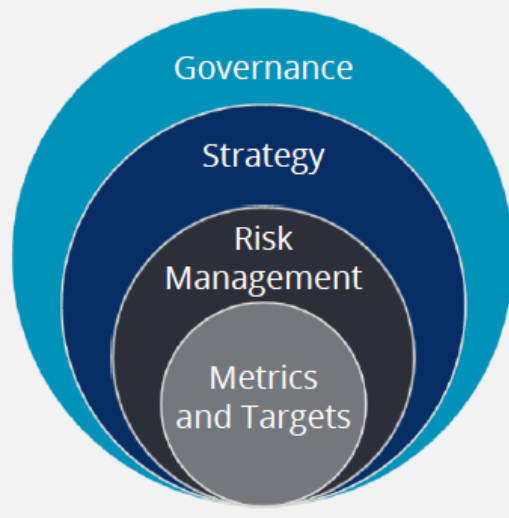 Governance
Strategy
Risk
Management
Metrics
and Targets